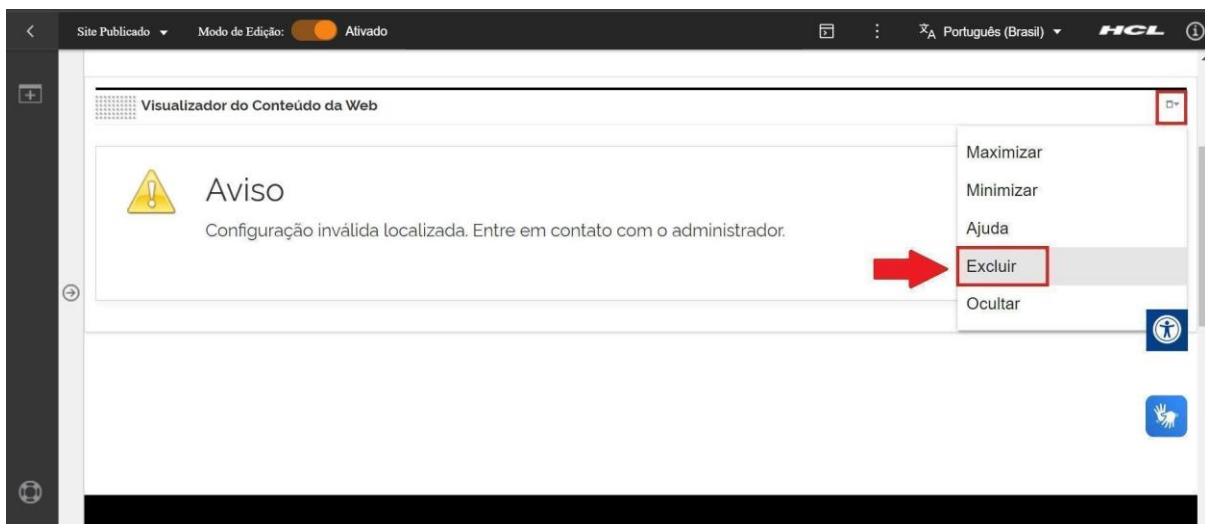 Site Publicado
Modo de Edição:
Ativado
Português (Brasil)
HCL
Visualizador do Conteúdo da Web
Aviso
Configuração inválida localizada. Entre em contato com o administrador.
Maximizar
Minimizar
Ajuda
Excluir
Ocultar